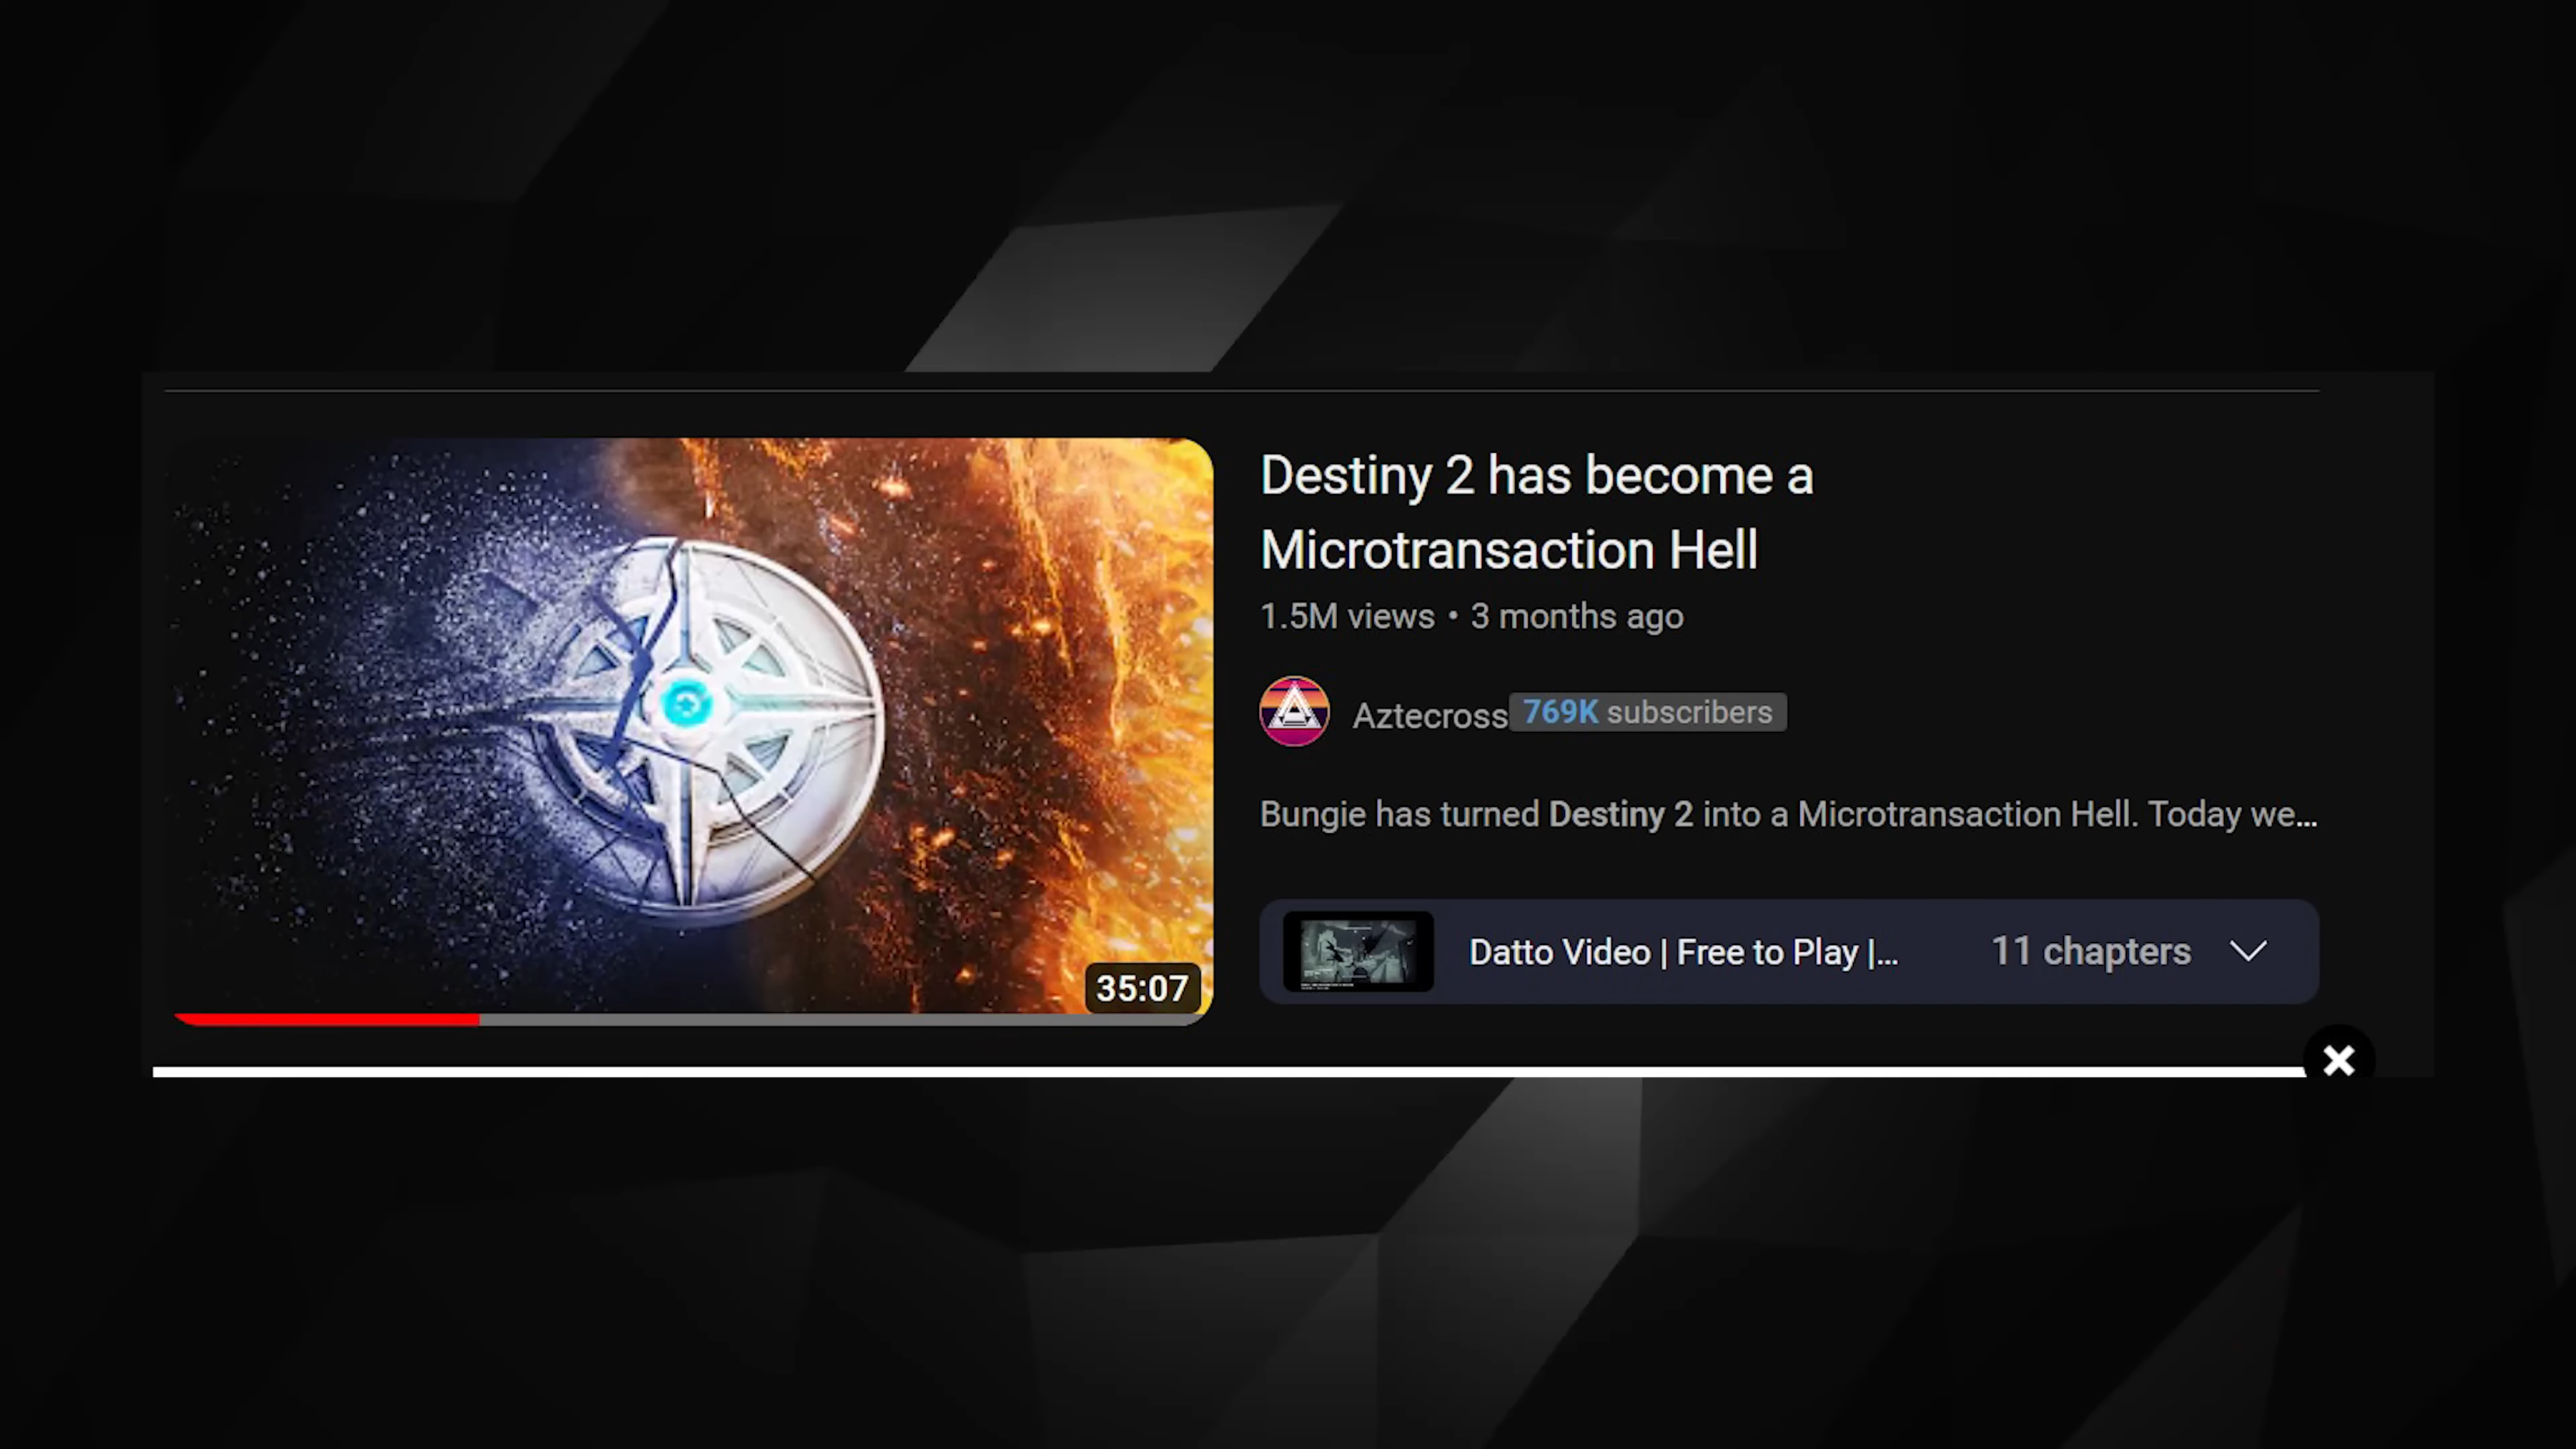 Destiny 2 has become a
Microtransaction Hell
1.5M views • 3 months ago
Aztecross 769K subscribers
Bungie has turned Destiny 2 into a Microtransaction Hell. Today we...
Datto Video | Free to Play |... 11 chapters
35:07